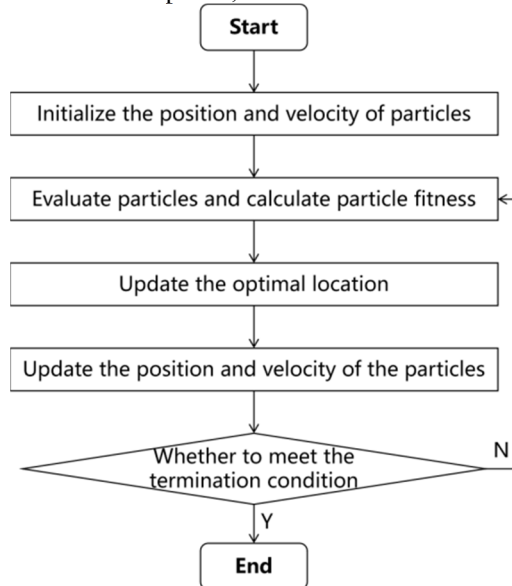 Start
Initialize the position and velocity of particles
Evaluate particles and calculate particle fitness
Update the optimal location
Update the position and velocity of the particles
Whether to meet the
termination condition
N
Y
End